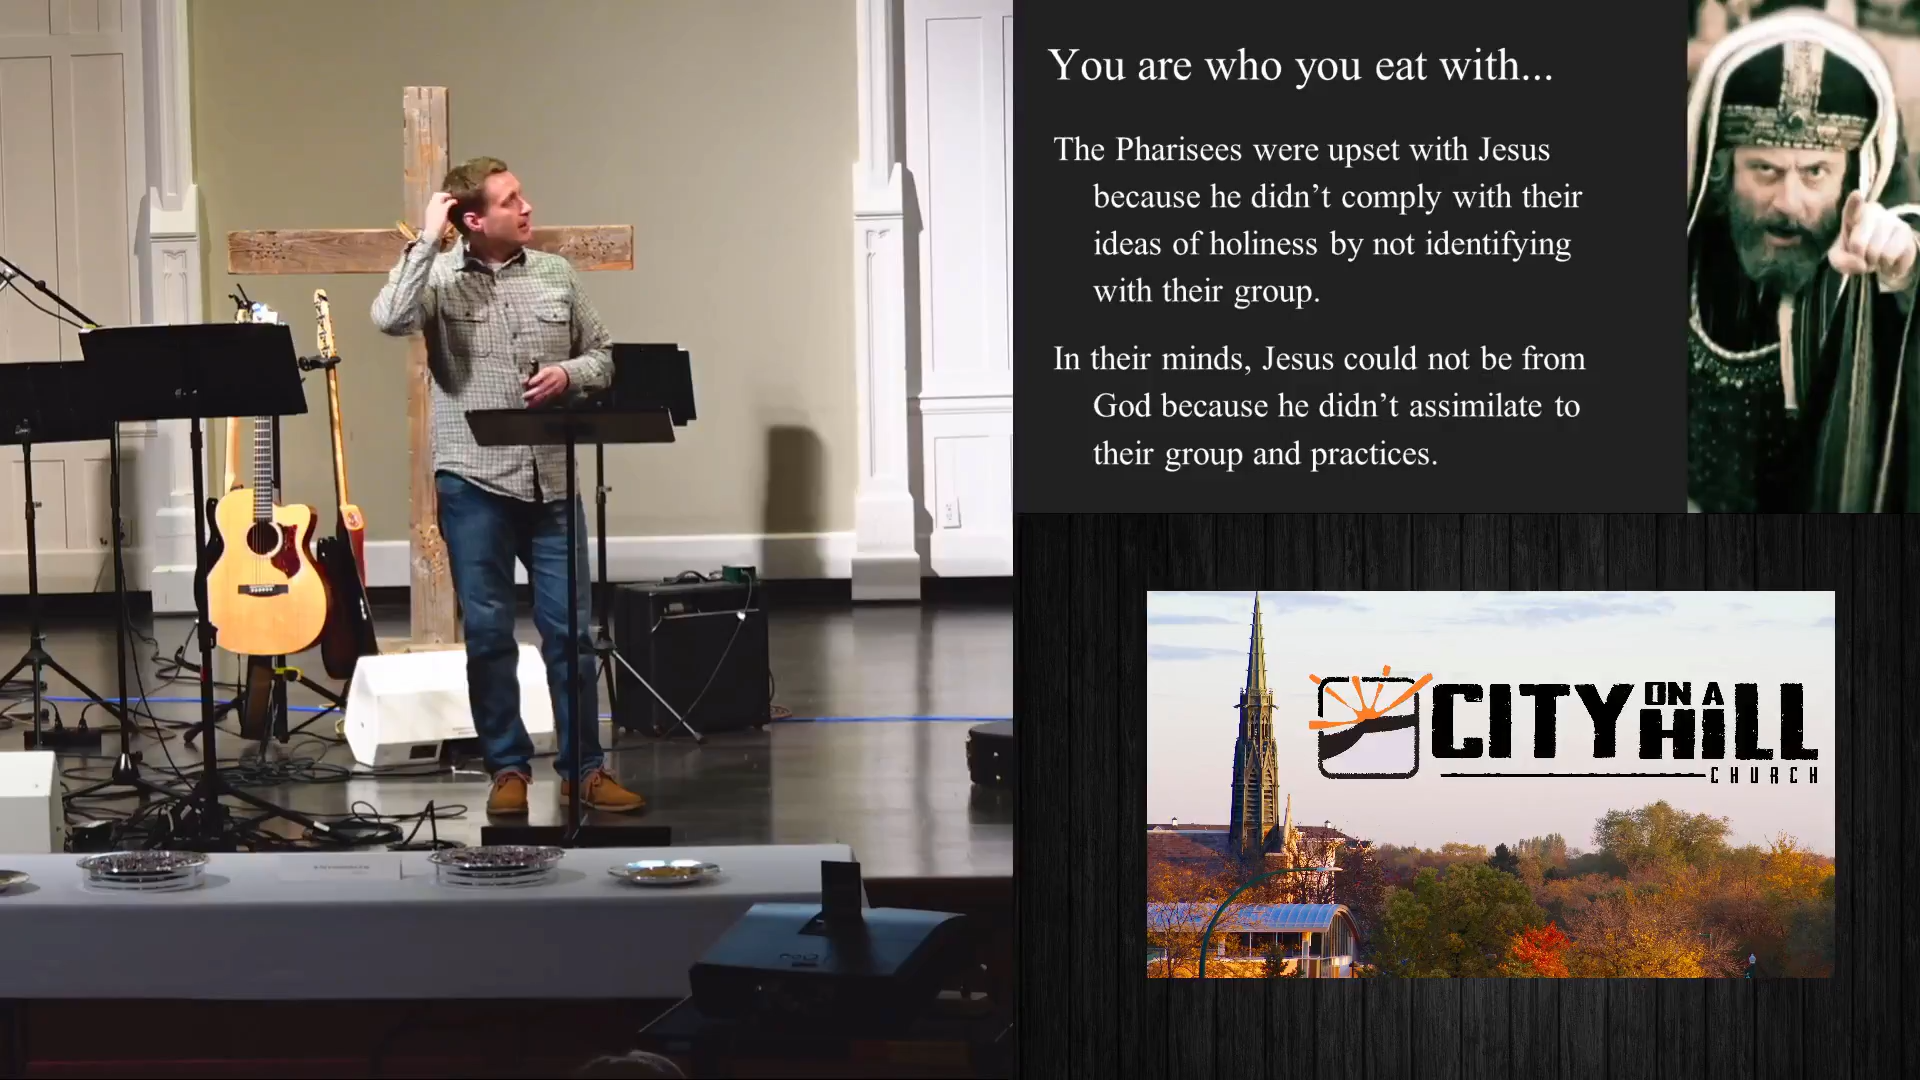 You are who you eat with...
The Pharisees were upset with Jesus
because he didn’t comply with their
ideas of holiness by not identifying
with their group.
In their minds, Jesus could not be from
God because he didn’t assimilate to
their group and practices.
CITY ON A HILL
CHURCH